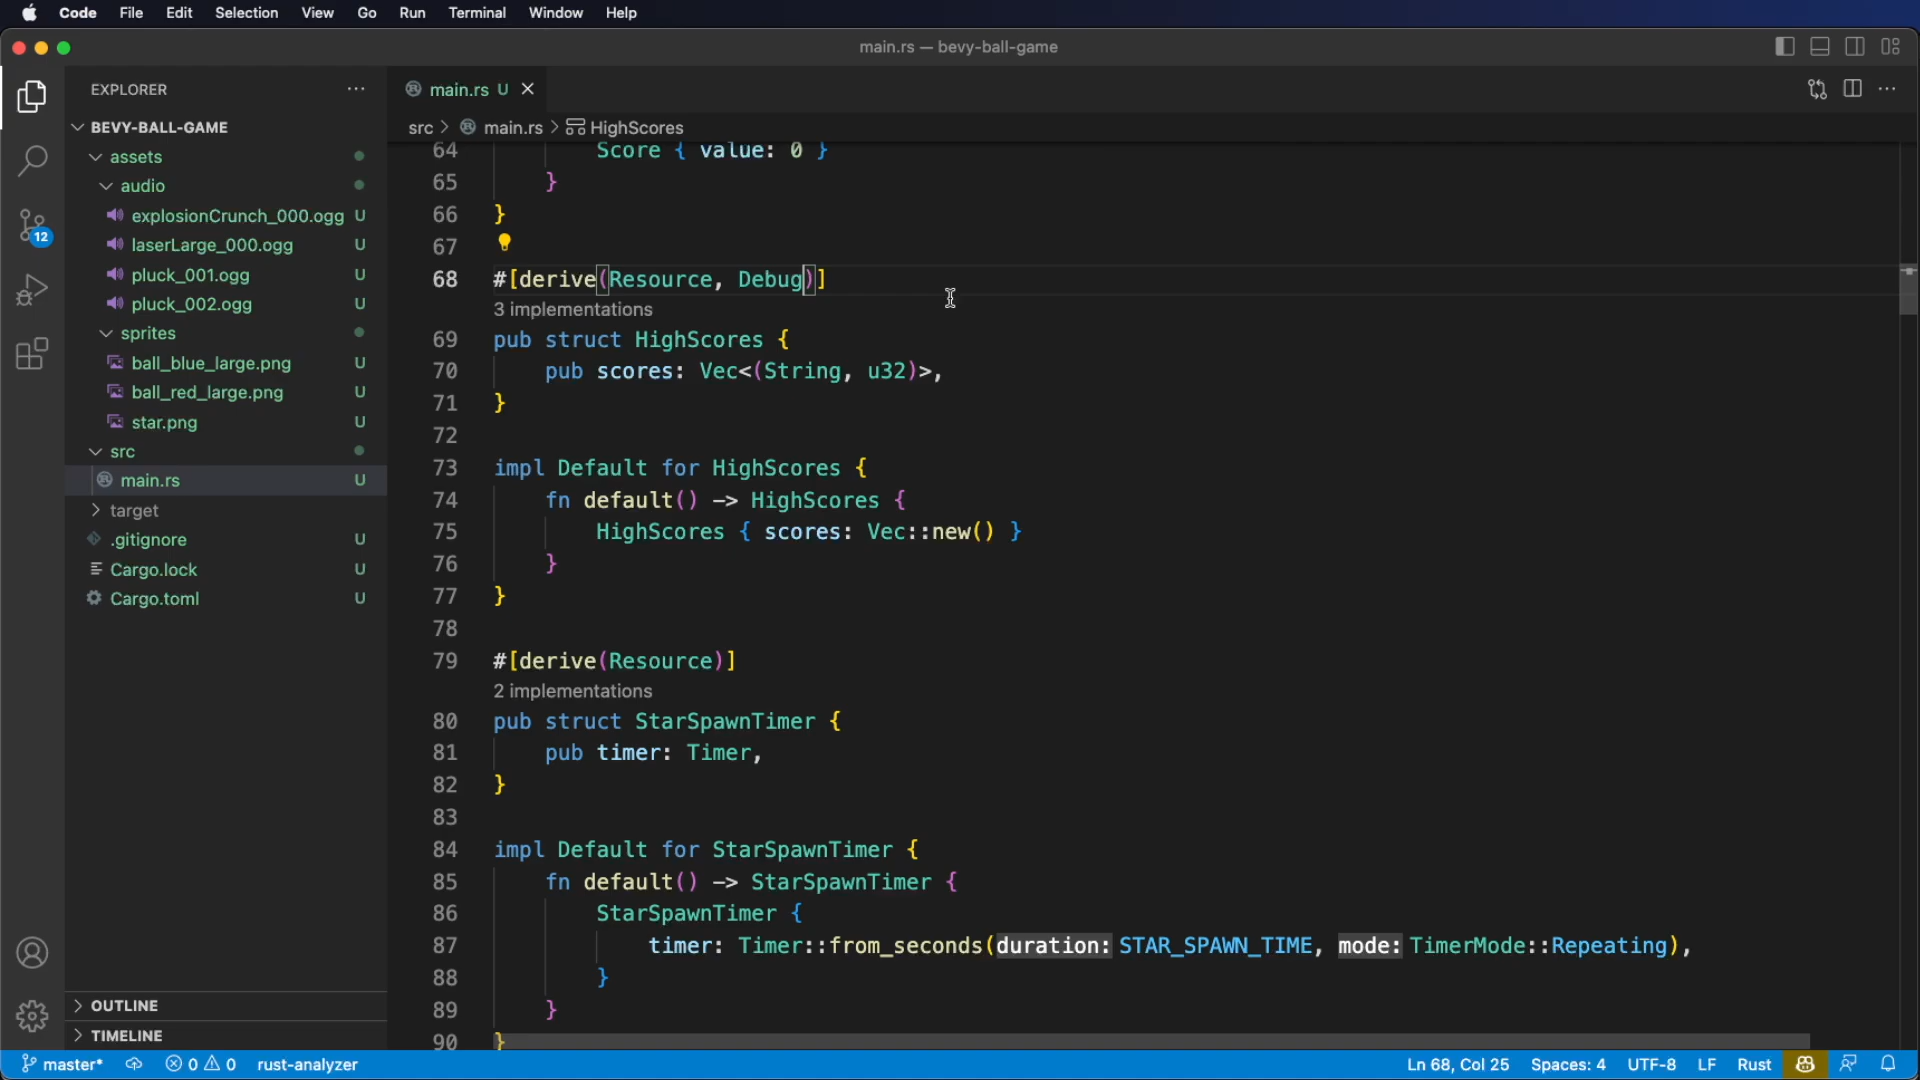 Code File Edit Selection View Go Run Terminal Window Help
main.rs — bevy-ball-game
EXPLORER
BEVY-BALL-GAME
assets
audio
explosionCrunch_000.ogg U
laserLarge_000.ogg U
pluck_001.ogg U
pluck_002.ogg U
sprites
ball_blue_large.png U
ball_red_large.png U
star.png U
src
main.rs U
target
.gitignore U
Cargo.lock U
Cargo.toml U
OUTLINE
TIMELINE
12
main.rs U
src > main.rs > HighScores
64 Score { value: 0 }
65 }
66 }
67
68 #[derive(Resource, Debug)]
3 implementations
69 pub struct HighScores {
70 pub scores: Vec<(String, u32)>,
71 }
72
73 impl Default for HighScores {
74 fn default() -> HighScores {
75 HighScores { scores: Vec::new() }
76 }
77 }
78
79 #[derive(Resource)]
2 implementations
80 pub struct StarSpawnTimer {
81 pub timer: Timer,
82 }
83
84 impl Default for StarSpawnTimer {
85 fn default() -> StarSpawnTimer {
86 StarSpawnTimer {
87 timer: Timer::from_seconds(duration: STAR_SPAWN_TIME, mode: TimerMode::Repeating),
88 }
89 }
90 }
master* 0 0 rust-analyzer Ln 68, Col 25 Spaces: 4 UTF-8 LF Rust